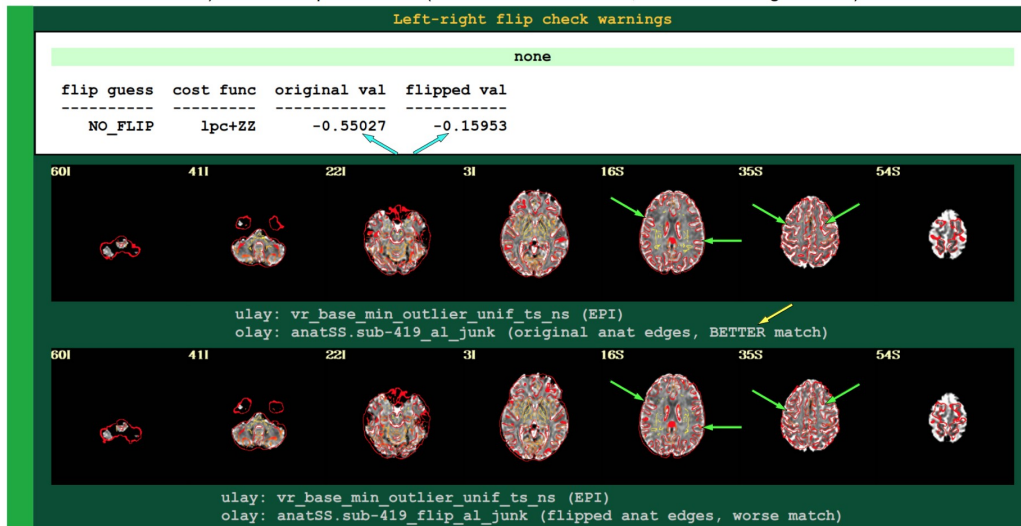 Left-right flip check warnings
none
flip guess cost func original val flipped val
---------- --------- ------------ -----------
NO_FLIP lpc+ZZ -0.55027 -0.15953
60I 41I 22I 3I 16S 35S 54S
ulay: vr_base_min_outlier_unif_ts_ns (EPI)
olay: anatSS.sub-419_al_junk (original anat edges, BETTER match)
60I 41I 22I 3I 16S 35S 54S
ulay: vr_base_min_outlier_unif_ts_ns (EPI)
olay: anatSS.sub-419_flip_al_junk (flipped anat edges, worse match)